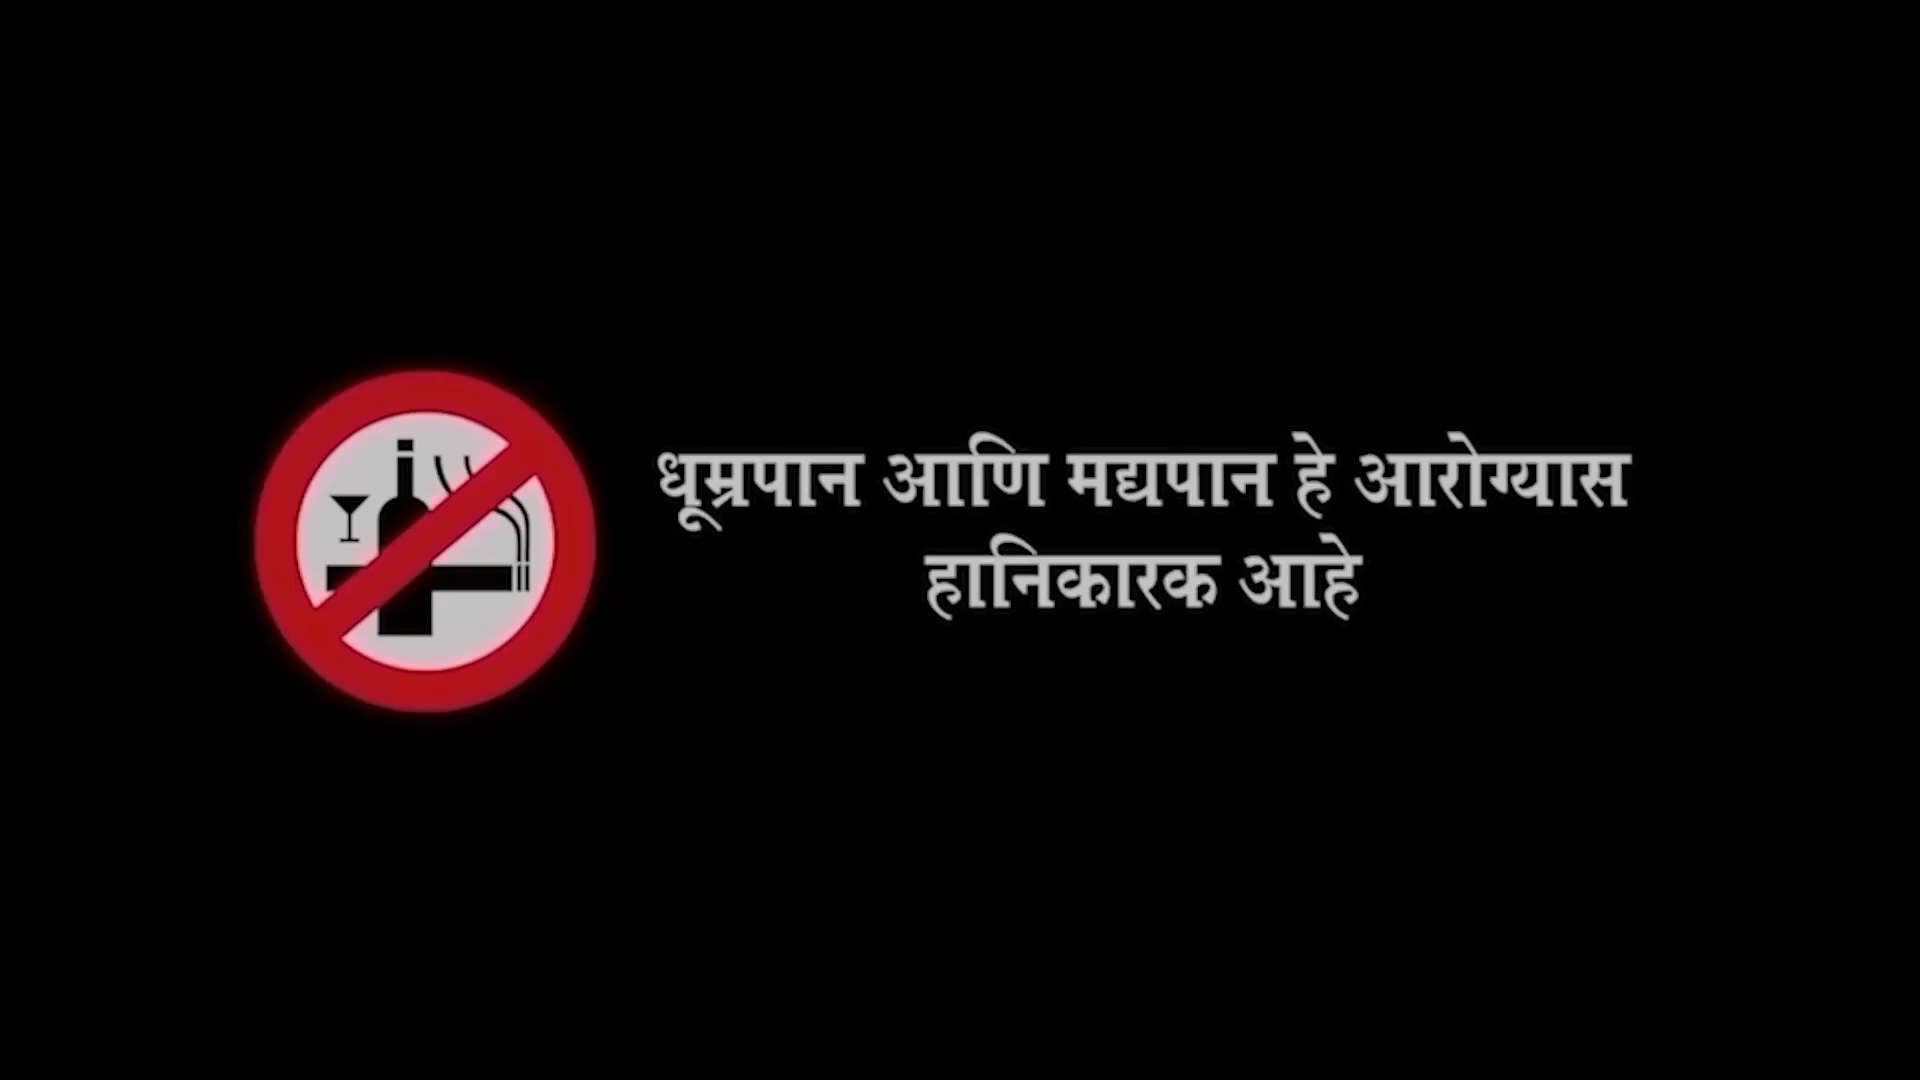 धूम्रपान आणि मद्यपान हे आरोग्यास
हानिकारक आहे